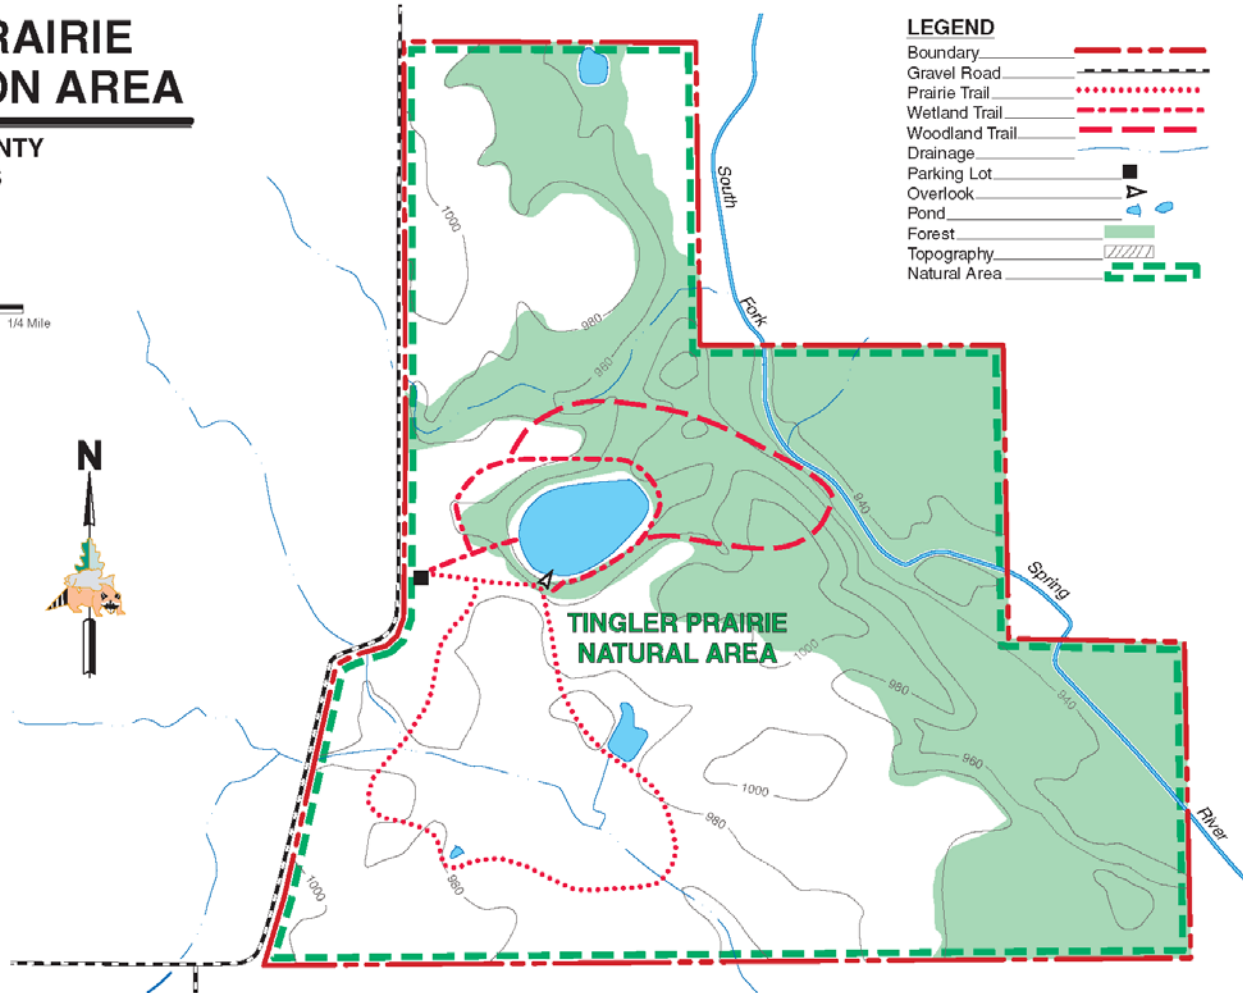 RAIRIE
ON AREA
NTY
S
1/4 Mile
N
LEGEND
Boundary
Gravel Road
Prairie Trail
Wetland Trail
Woodland Trail
Drainage
Parking Lot
Overlook
Pond
Forest
Topography
Natural Area
South
Fork
Spring
River
1000
980
960
940
TINGLER PRAIRIE
NATURAL AREA
1000
980
940
960
1000
980
980
1000